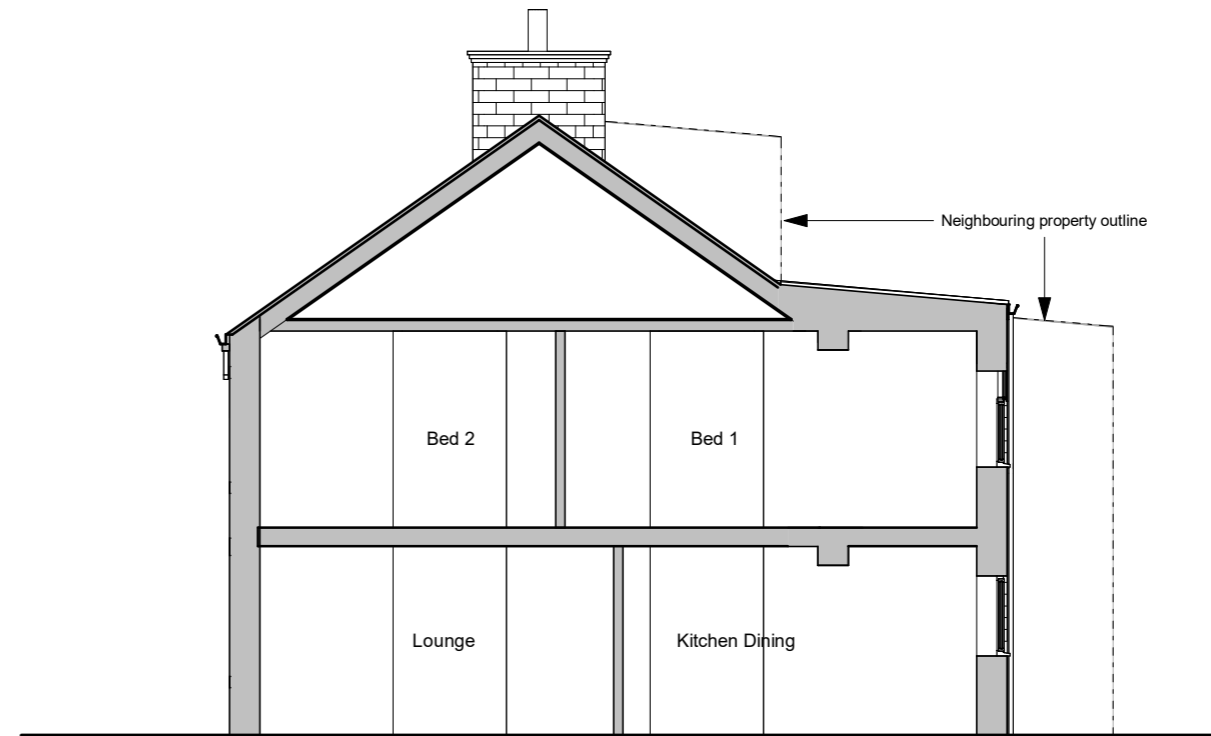 Neighbouring property outline
Bed 2
Bed 1
Lounge
Kitchen Dining